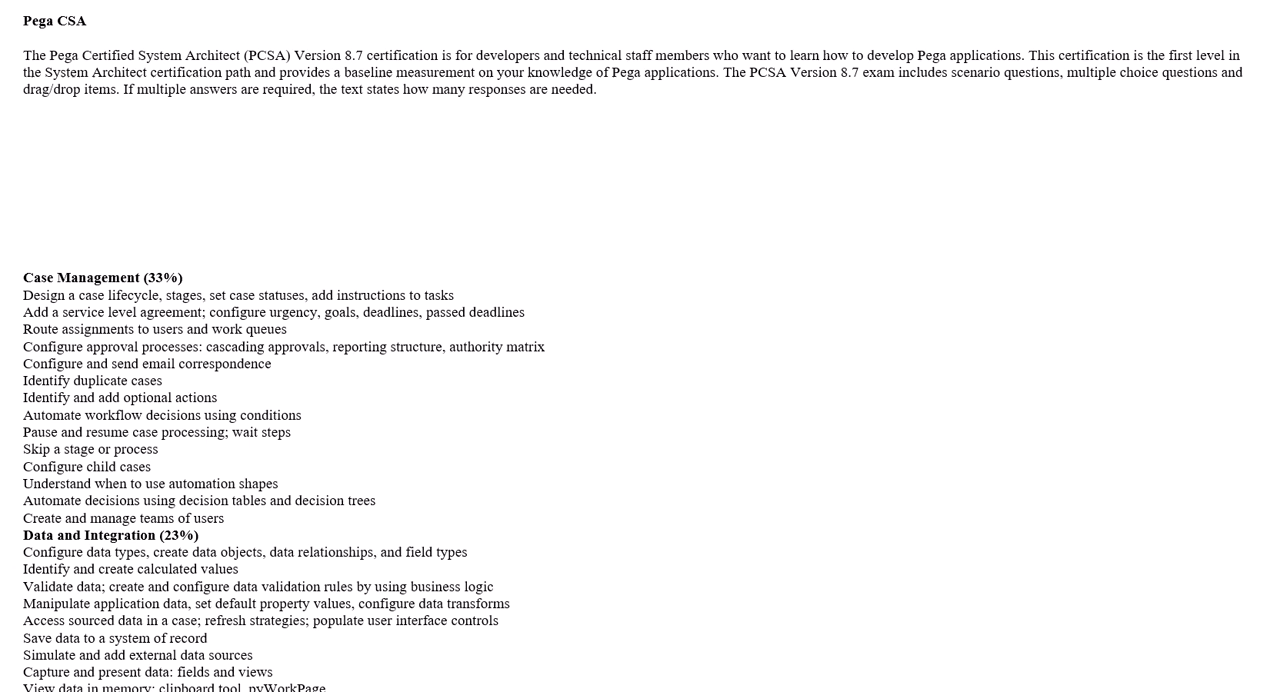 Pega CSA
The Pega Certified System Architect (PCSA) Version 8.7 certification is for developers and technical staff members who want to learn how to develop Pega applications. This certification is the first level in
the System Architect certification path and provides a baseline measurement on your knowledge of Pega applications. The PCSA Version 8.7 exam includes scenario questions, multiple choice questions and
drag/drop items. If multiple answers are required, the text states how many responses are needed.
Case Management (33%)
Design a case lifecycle, stages, set case statuses, add instructions to tasks
Add a service level agreement; configure urgency, goals, deadlines, passed deadlines
Route assignments to users and work queues
Configure approval processes: cascading approvals, reporting structure, authority matrix
Configure and send email correspondence
Identify duplicate cases
Identify and add optional actions
Automate workflow decisions using conditions
Pause and resume case processing; wait steps
Skip a stage or process
Configure child cases
Understand when to use automation shapes
Automate decisions using decision tables and decision trees
Create and manage teams of users
Data and Integration (23%)
Configure data types, create data objects, data relationships, and field types
Identify and create calculated values
Validate data; create and configure data validation rules by using business logic
Manipulate application data, set default property values, configure data transforms
Access sourced data in a case; refresh strategies; populate user interface controls
Save data to a system of record
Simulate and add external data sources
Capture and present data: fields and views
View data in memory: clipboard tool, pyWorkPage